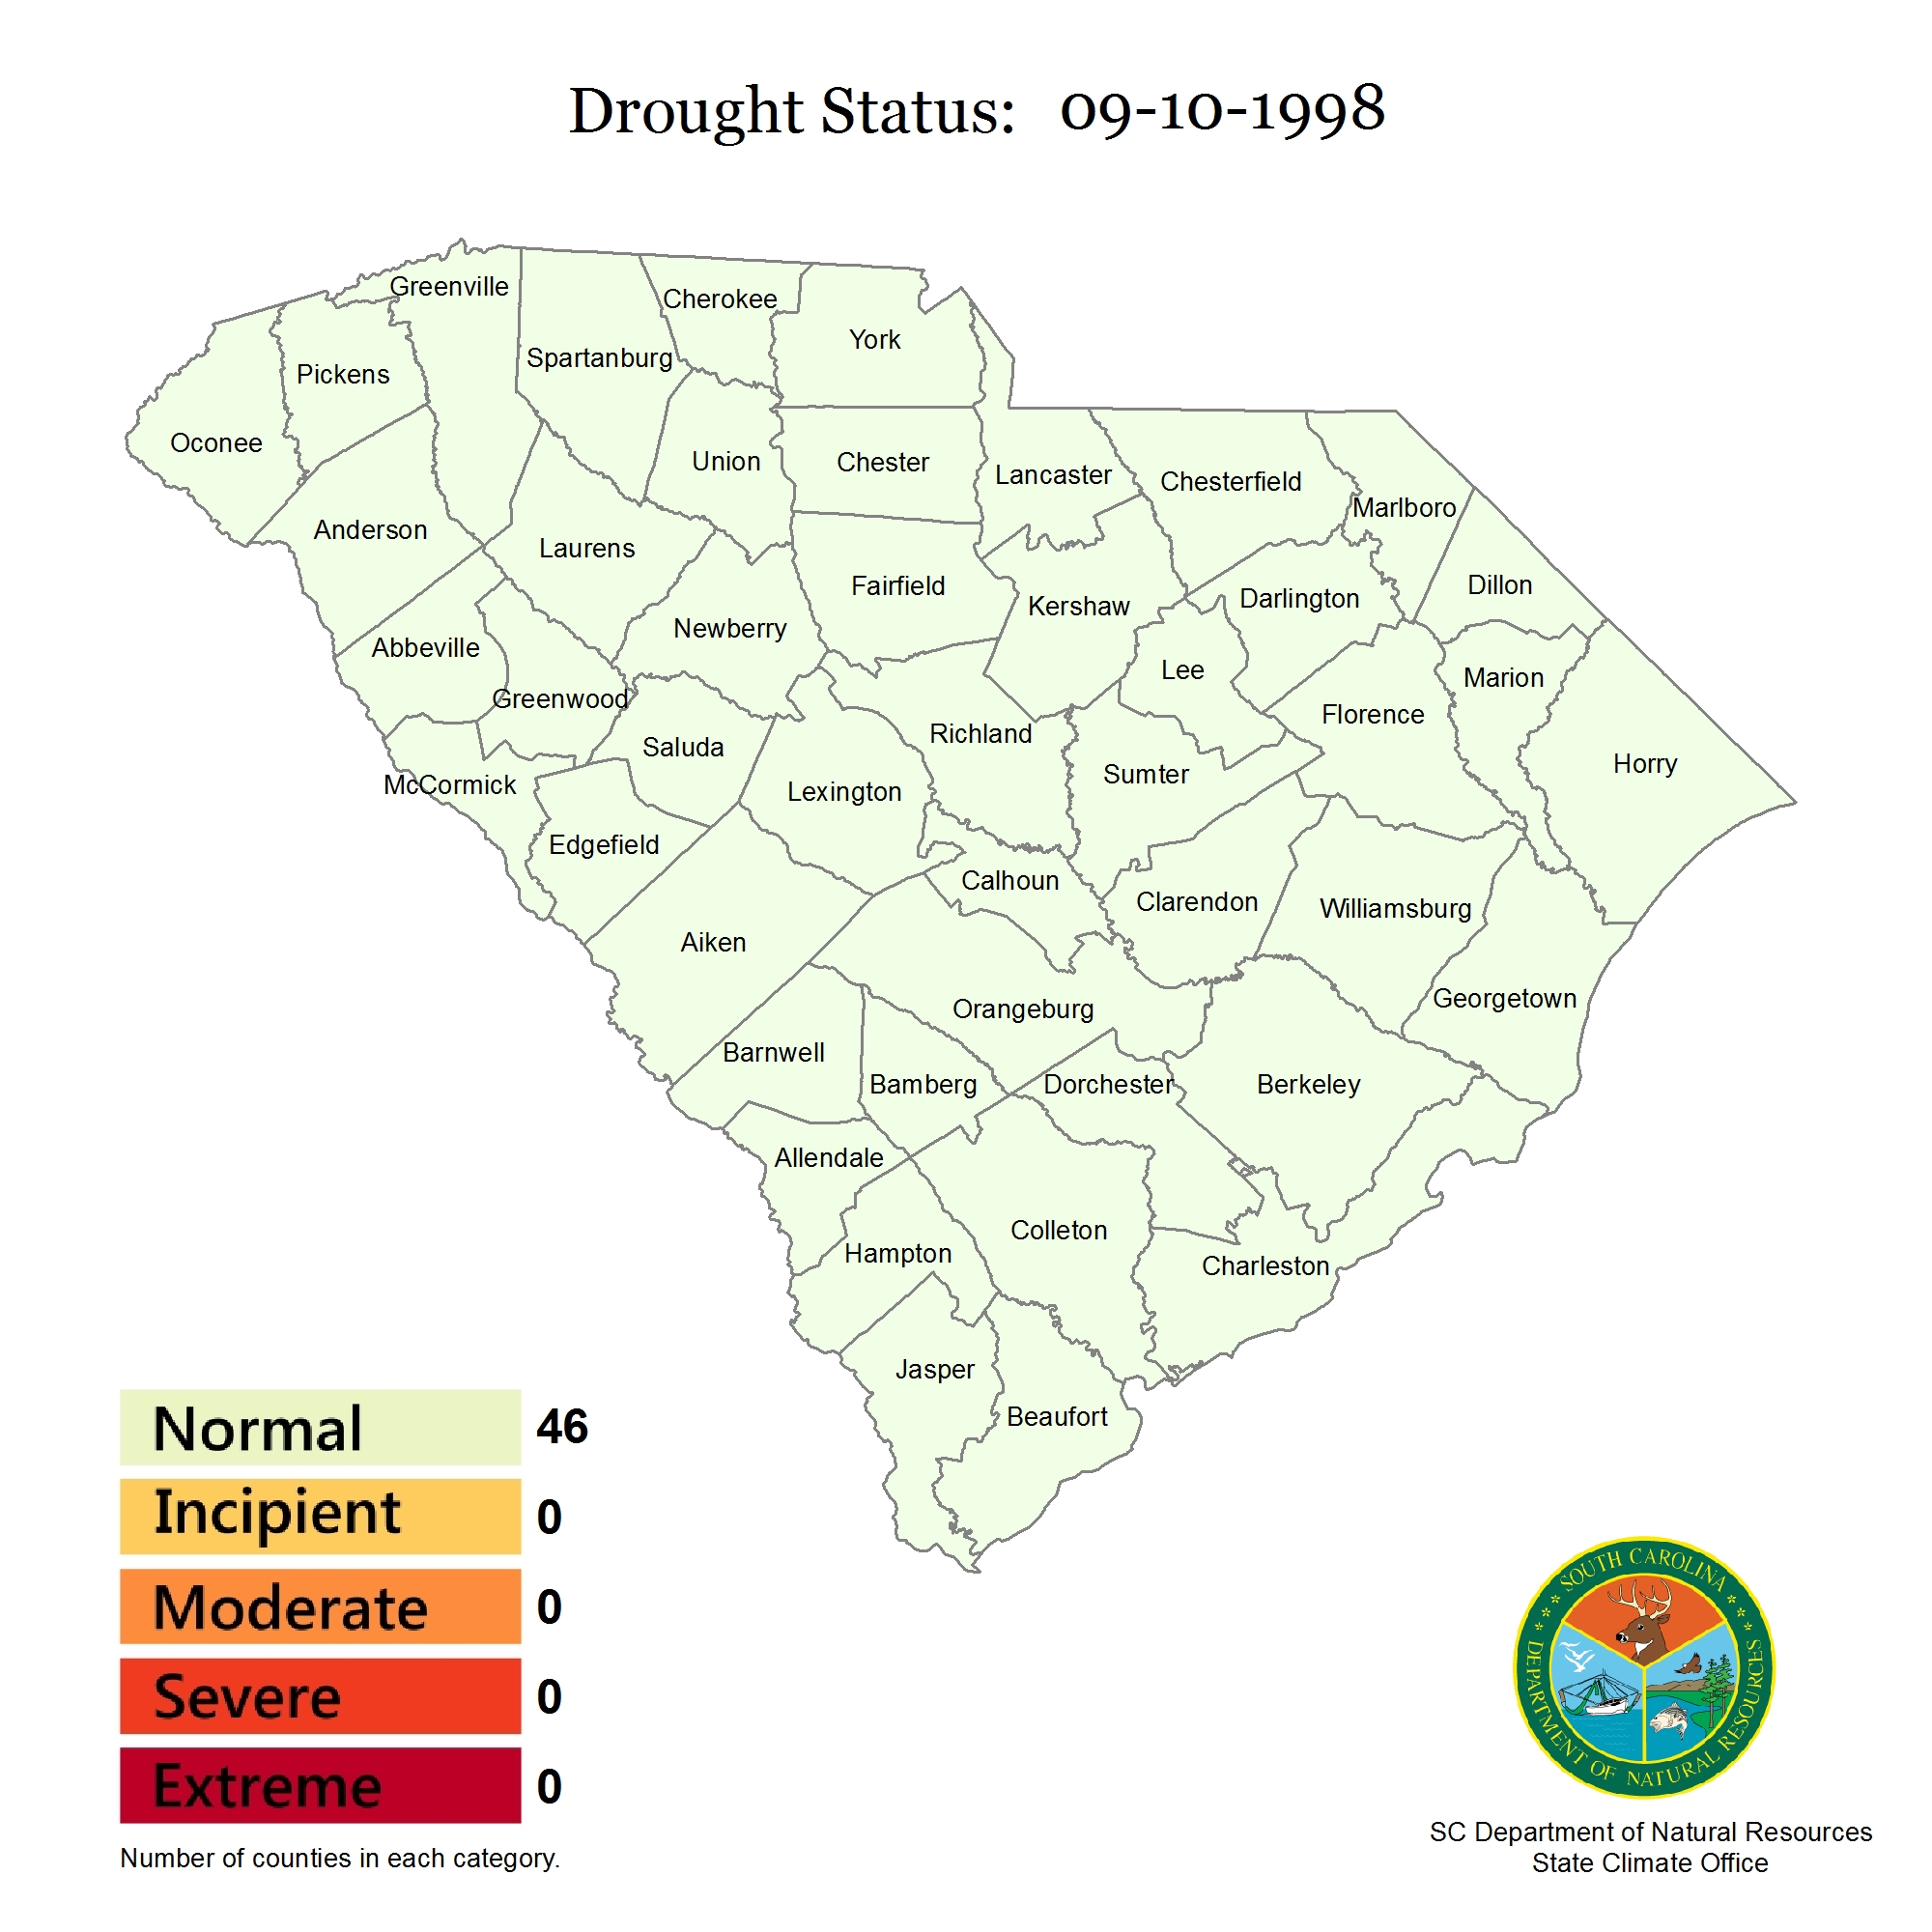 Drought Status: 09-10-1998
Greenville
Cherokee
York
Spartanburg
Pickens
Oconee
Union
Chester
Lancaster
Chesterfield
Marlboro
Anderson
Laurens
Fairfield
Kershaw
Darlington
Dillon
Newberry
Abbeville
Lee
Marion
Greenwood
Florence
Richland
Saluda
Horry
Sumter
McCormick
Lexington
Edgefield
Calhoun
Clarendon
Williamsburg
Aiken
Georgetown
Orangeburg
Barnwell
Bamberg
Dorchester
Berkeley
Allendale
Colleton
Hampton
Charleston
Jasper
Beaufort
Normal 46
Incipient 0
Moderate 0
Severe 0
Extreme 0
Number of counties in each category.
SOUTH CAROLINA
DEPARTMENT OF NATURAL RESOURCES
SC Department of Natural Resources
State Climate Office